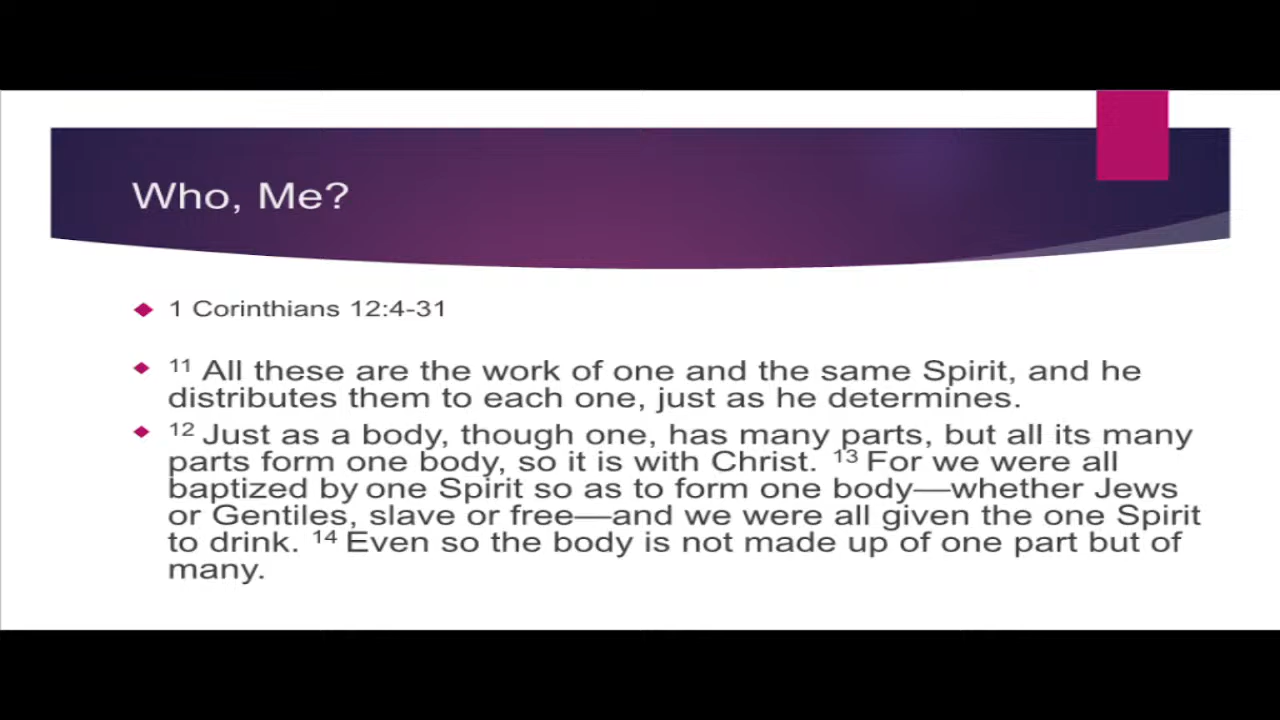 Who, Me?
1 Corinthians 12:4-31
11 All these are the work of one and the same Spirit, and he
distributes them to each one, just as he determines.
12 Just as a body, though one, has many parts, but all its many
parts form one body, so it is with Christ. 13 For we were all
baptized by one Spirit so as to form one body—whether Jews
or Gentiles, slave or free—and we were all given the one Spirit
to drink. 14 Even so the body is not made up of one part but of
many.